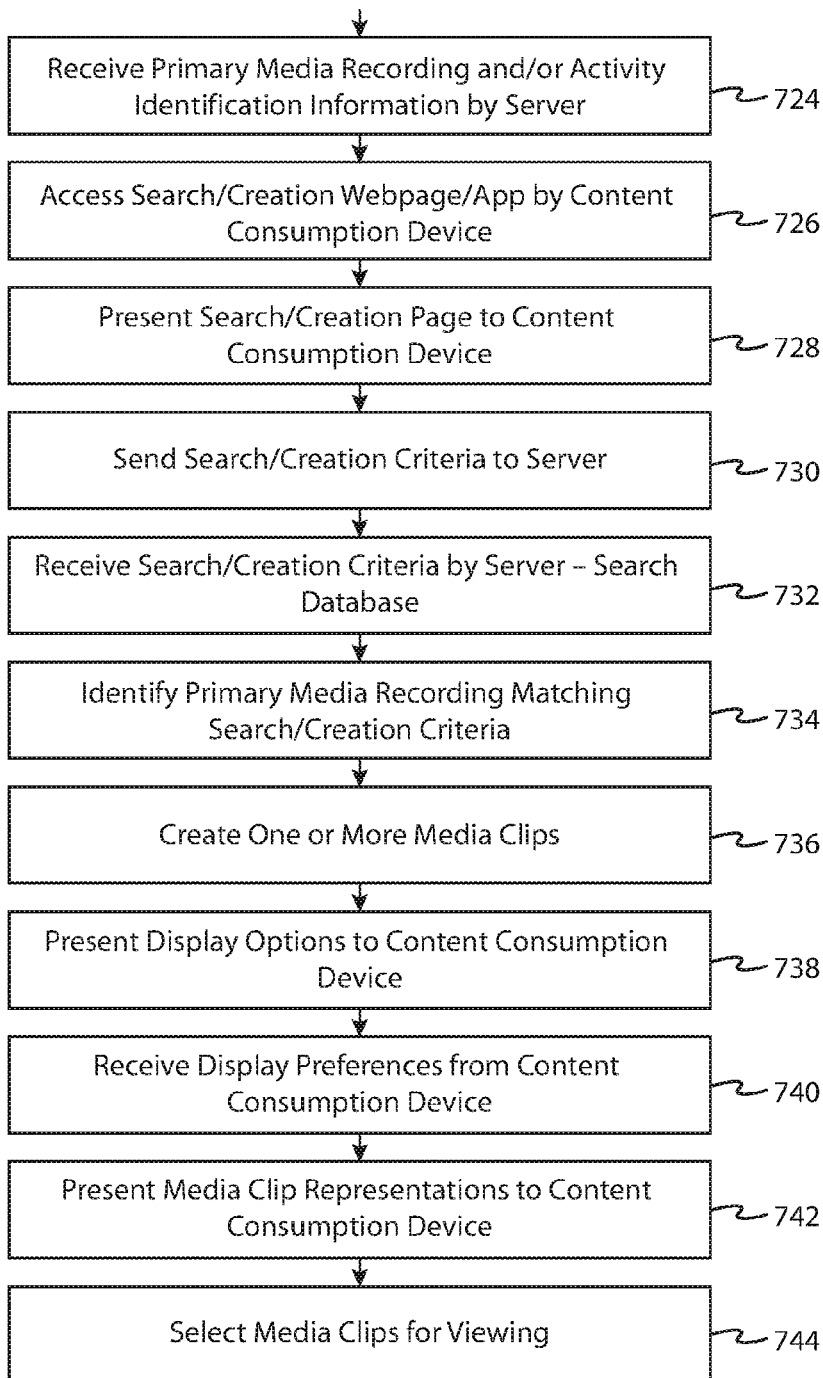 Receive Primary Media Recording and/or Activity
Identification Information by Server
724
Access Search/Creation Webpage/App by Content
Consumption Device
726
Present Search/Creation Page to Content
Consumption Device
728
Send Search/Creation Criteria to Server
730
Receive Search/Creation Criteria by Server – Search
Database
732
Identify Primary Media Recording Matching
Search/Creation Criteria
734
Create One or More Media Clips
736
Present Display Options to Content Consumption
Device
738
Receive Display Preferences from Content
Consumption Device
740
Present Media Clip Representations to Content
Consumption Device
742
Select Media Clips for Viewing
744